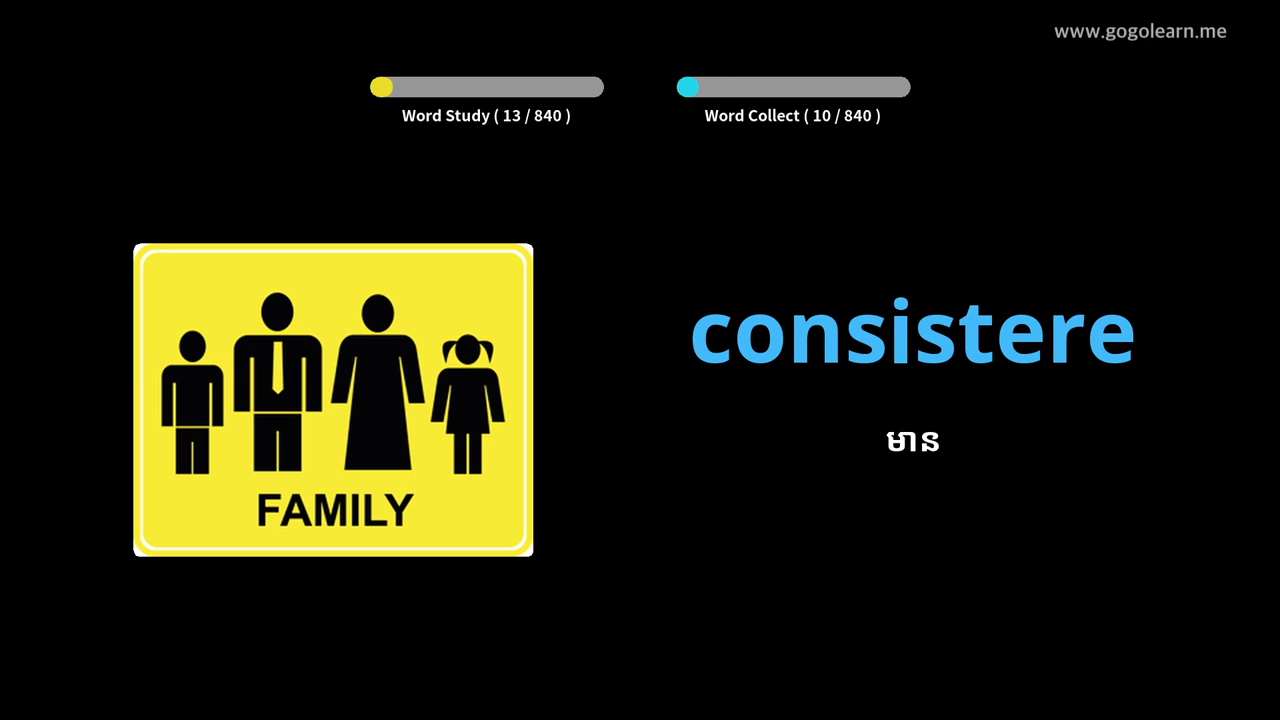 www.gogolearn.me
Word Study ( 13 / 840 )
Word Collect ( 10 / 840 )
FAMILY
consistere
មាន